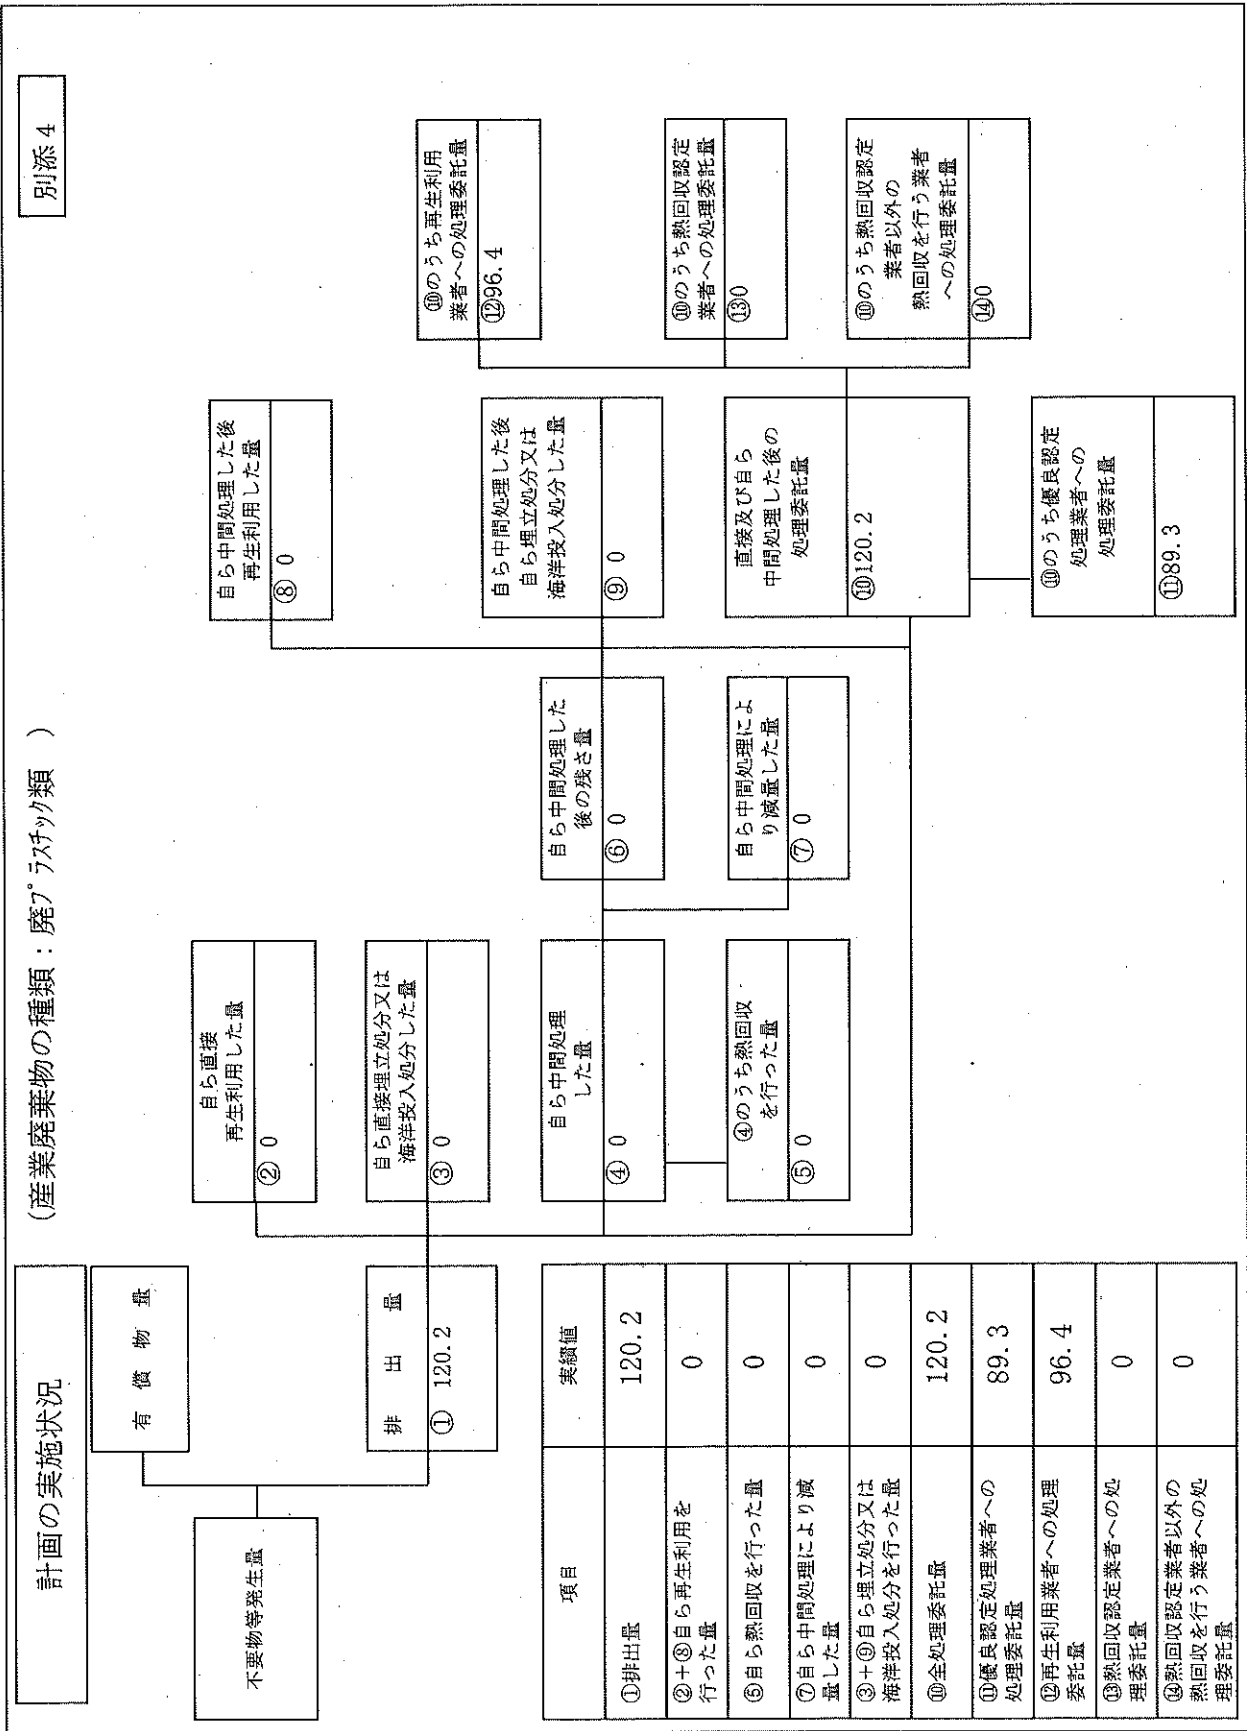 別添 4
計画の実施状況
(産業廃棄物の種類:廃プラスチック類 )
不要物等発生量
有 償 物 量
排 出 量
① 120.2
自ら直接
再生利用した量
② 0
自ら直接埋立処分又は
海洋投入処分した量
③ 0
自ら中間処理
した量
④ 0
④のうち熱回収
を行った量
⑤ 0
自ら中間処理した
後の残さ量
⑥ 0
自ら中間処理によ
り減量した量
⑦ 0
自ら中間処理した後
再生利用した量
⑧ 0
自ら中間処理した後
自ら埋立処分又は
海洋投入処分した量
⑨ 0
直接及び自ら
中間処理した後の
処理委託量
⑩120.2
⑩のうち優良認定
処理業者への
処理委託量
⑪89.3
⑩のうち再生利用
業者への処理委託量
⑫96.4
⑩のうち熱回収認定
業者への処理委託量
⑬0
⑩のうち熱回収認定
業者以外の
熱回収を行う業者
への処理委託量
⑭0
項目 実績値
①排出量 120.2
②+⑧自ら再生利用を
行った量 0
⑤自ら熱回収を行った量 0
⑦自ら中間処理により減
量した量 0
③+⑨自ら埋立処分又は
海洋投入処分を行った量 0
⑩全処理委託量 120.2
⑪優良認定処理業者への
処理委託量 89.3
⑫再生利用業者への処理
委託量 96.4
⑬熱回収認定業者への処
理委託量 0
⑭熱回収認定業者以外の
熱回収を行う業者への処
理委託量 0